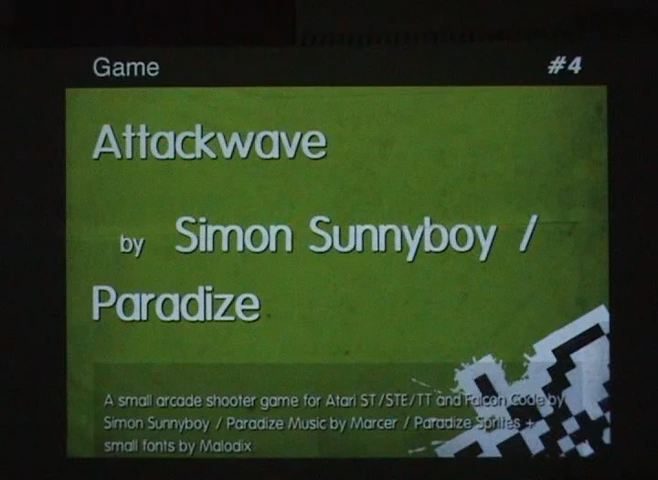 Game #4
Attackwave
by Simon Sunnyboy /
Paradize
A small arcade shooter game for Atari ST/STE/TT and Falcon Code by
Simon Sunnyboy / Paradize Music by Marcer / Paradize Sprites +
small fonts by Malodix